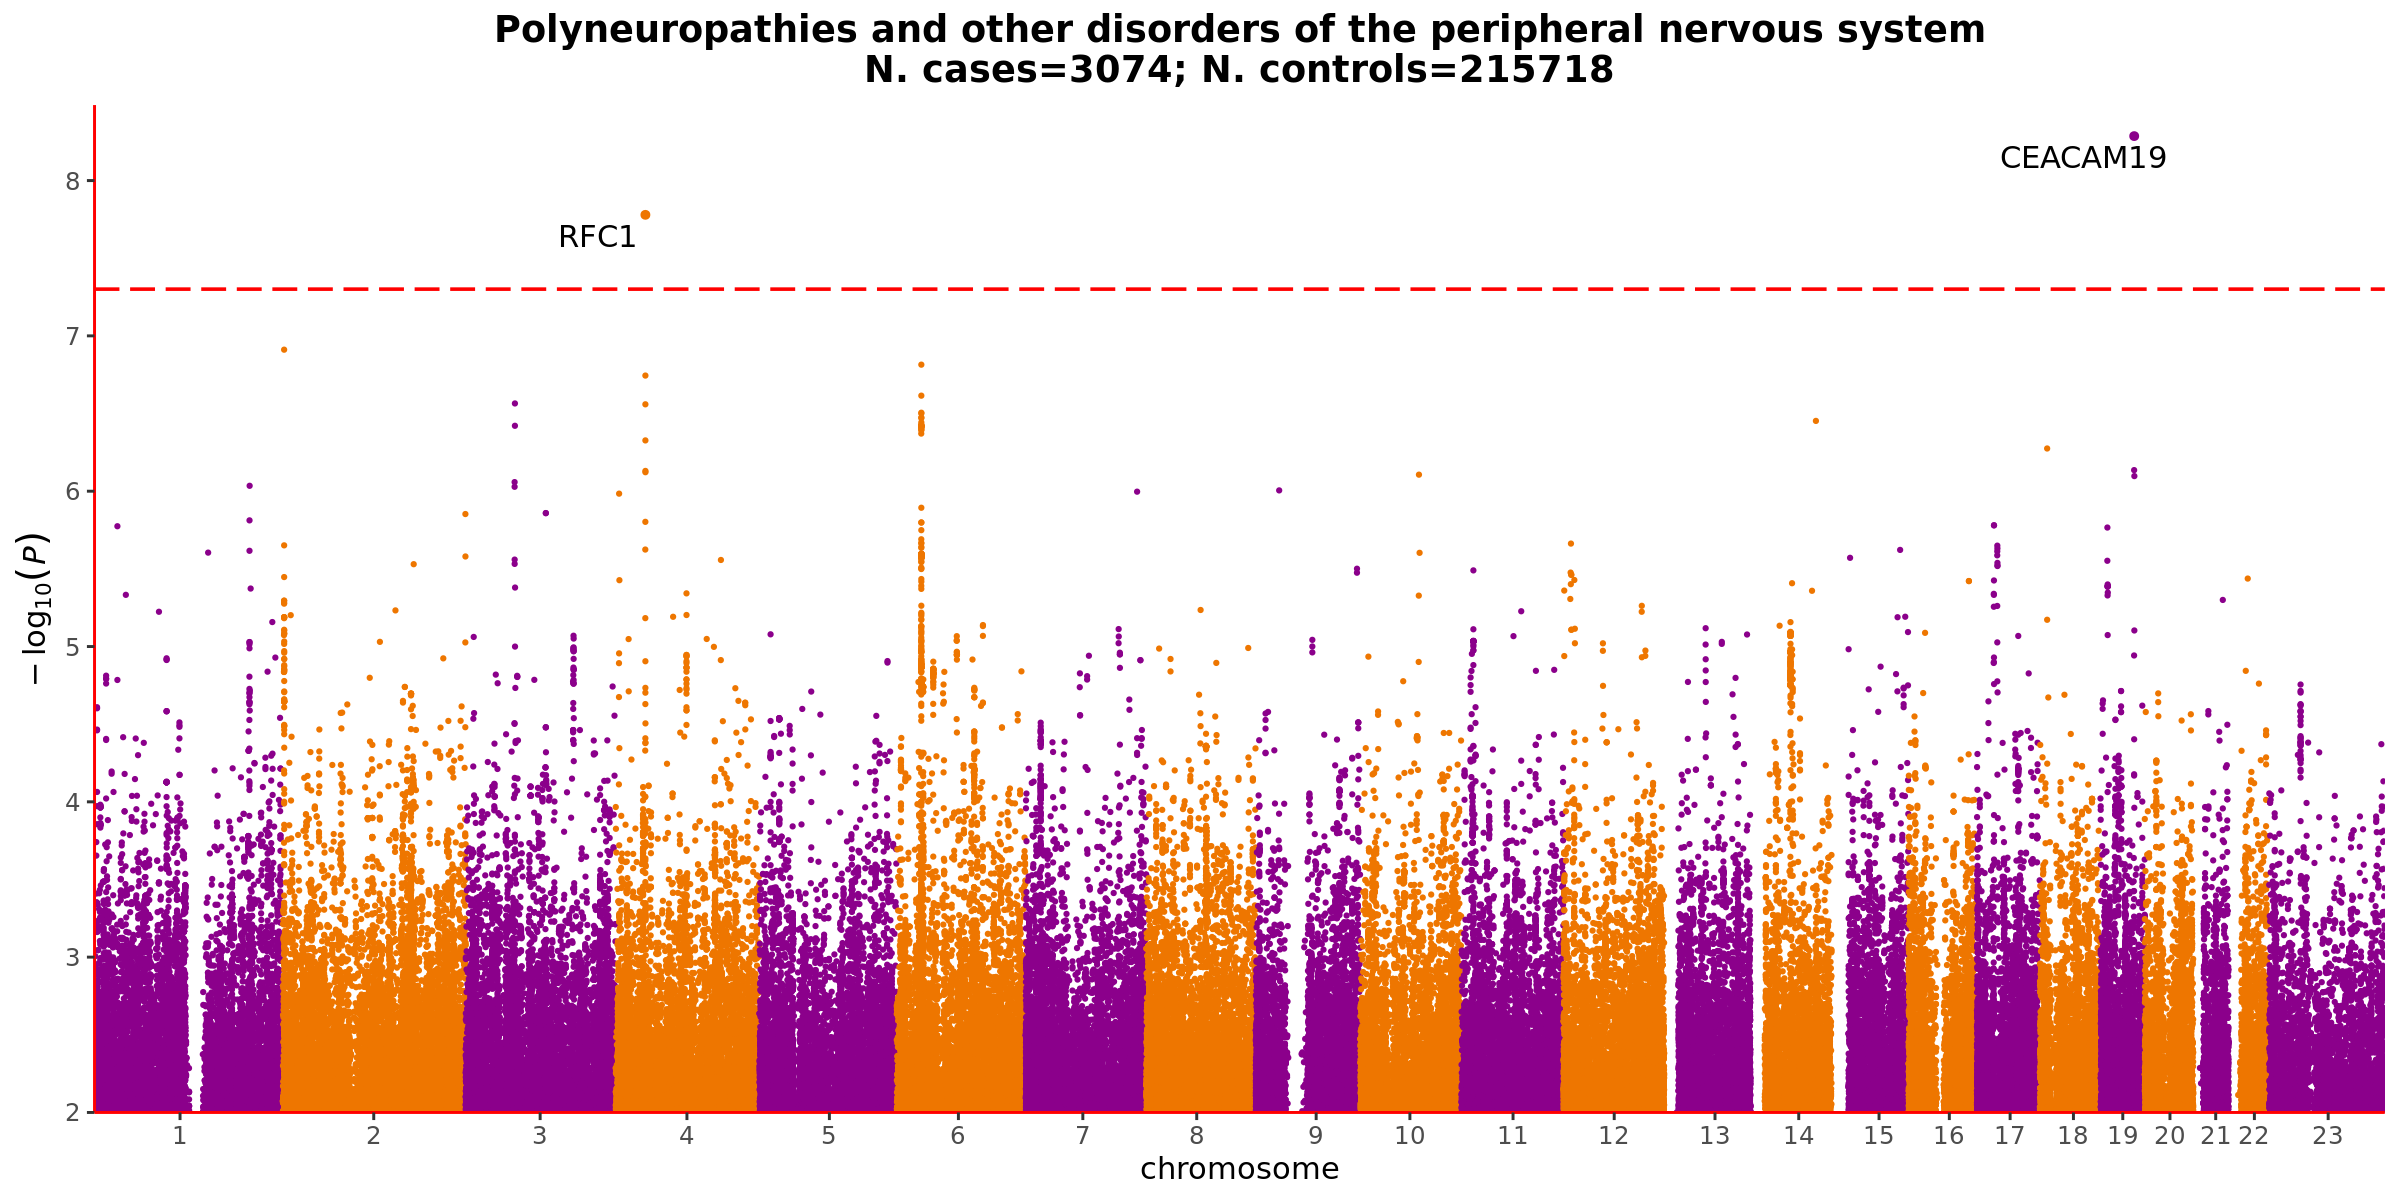 Polyneuropathies and other disorders of the peripheral nervous system
N. cases=3074; N. controls=215718
CEACAM19
RFC1
8
7
6
5
4
3
2
− log10(P)
1 2 3 4 5 6 7 8 9 10 11 12 13 14 15 16 17 18 19 20 21 22 23
chromosome